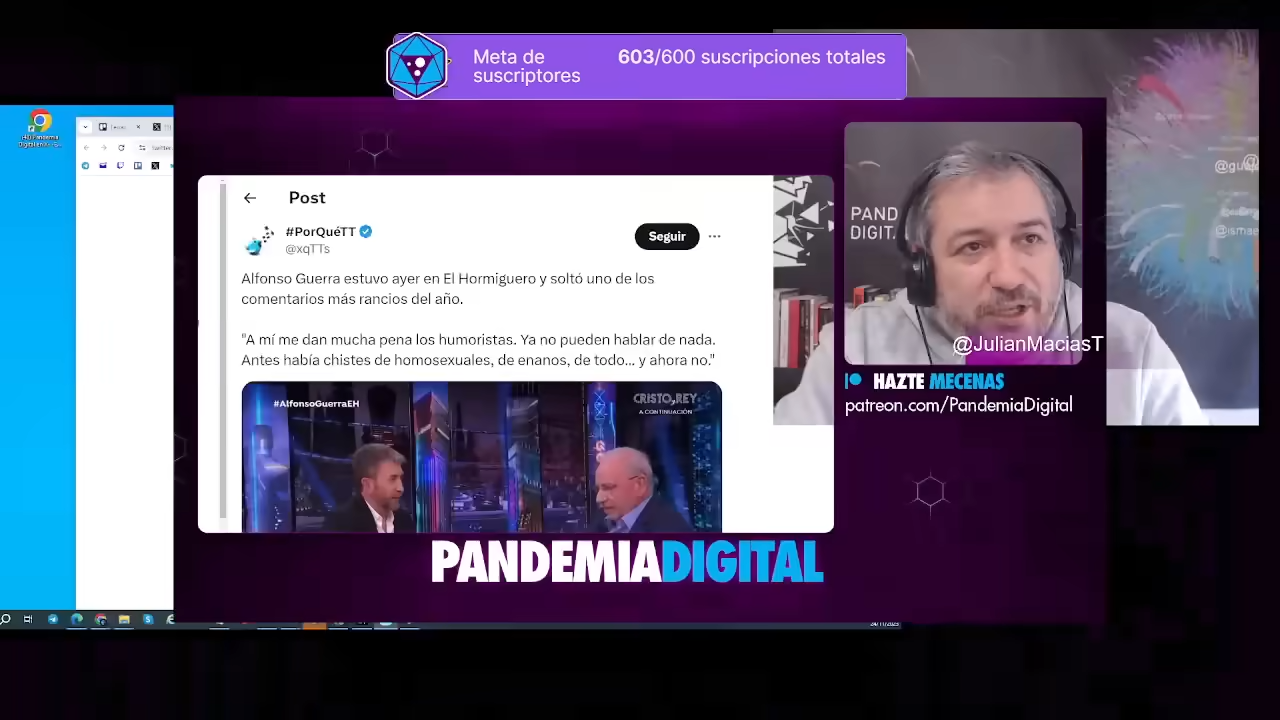 Meta de
suscriptores
603/600 suscripciones totales
Post
#PorQuéTT
@xqTTs
Seguir
Alfonso Guerra estuvo ayer en El Hormiguero y soltó uno de los
comentarios más rancios del año.
"A mí me dan mucha pena los humoristas. Ya no pueden hablar de nada.
Antes había chistes de homosexuales, de enanos, de todo... y ahora no."
#AlfonsoGuerraEH
CRISTO,REY
A CONTINUACIÓN
PAND
DIGIT.
@JulianMaciasT
HAZTE MECENAS
patreon.com/PandemiaDigital
PANDEMIADIGITAL